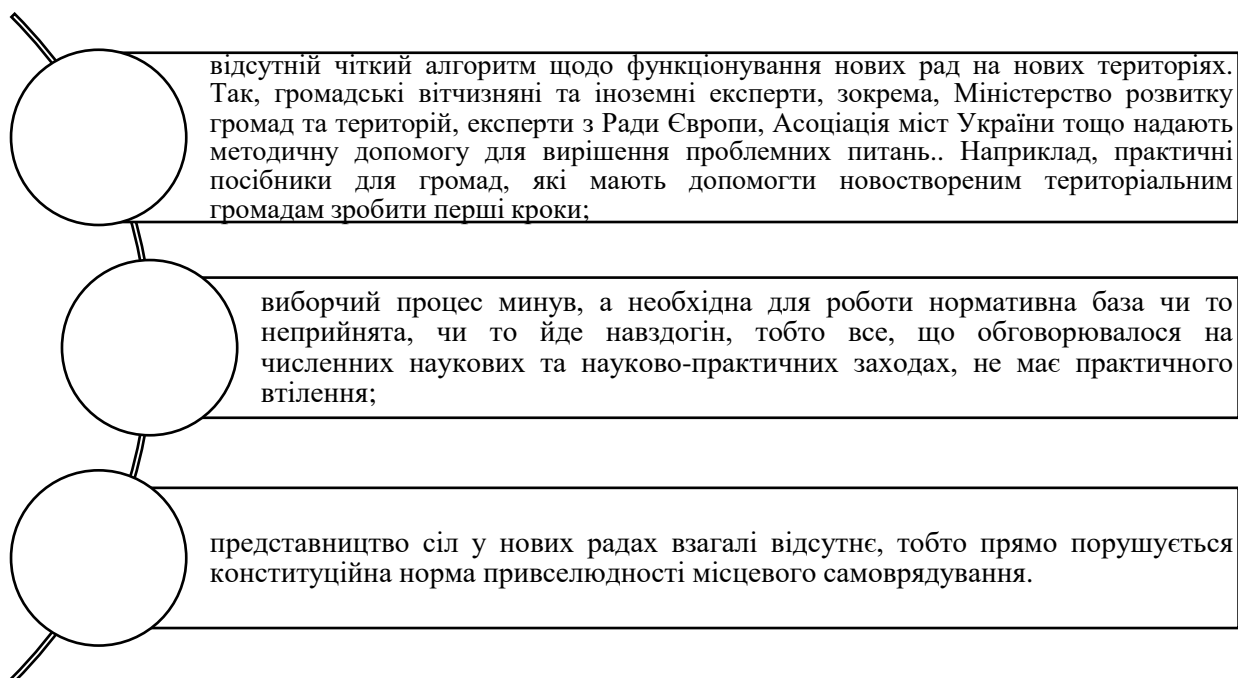 відсутній чіткий алгоритм щодо функціонування нових рад на нових територіях.
Так, громадські вітчизняні та іноземні експерти, зокрема, Міністерство розвитку
громад та територій, експерти з Ради Європи, Асоціація міст України тощо надають
методичну допомогу для вирішення проблемних питань.. Наприклад, практичні
посібники для громад, які мають допомогти новоствореним територіальним
громадам зробити перші кроки;
виборчий процес минув, а необхідна для роботи нормативна база чи то
неприйнята, чи то йде навздогін, тобто все, що обговорювалося на
численних наукових та науково-практичних заходах, не має практичного
втілення;
представництво сіл у нових радах взагалі відсутнє, тобто прямо порушується
конституційна норма привселюдності місцевого самоврядування.